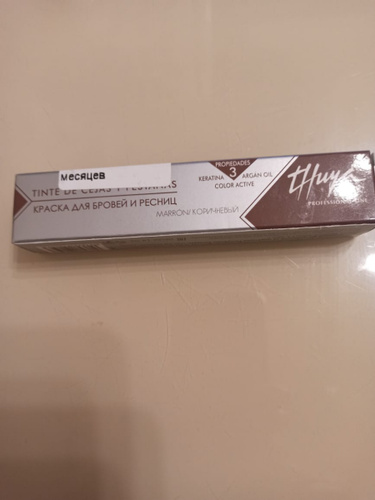 месяцев
TINTE DE CEJAS Y PESTAÑAS
КРАСКА ДЛЯ БРОВЕЙ И РЕСНИЦ
MARRÓN| КОРИЧНЕВЫЙ
PROPIEDADES
3
KERATINA ARGAN OIL
COLOR ACTIVE
thuya
PROFESSIONAL